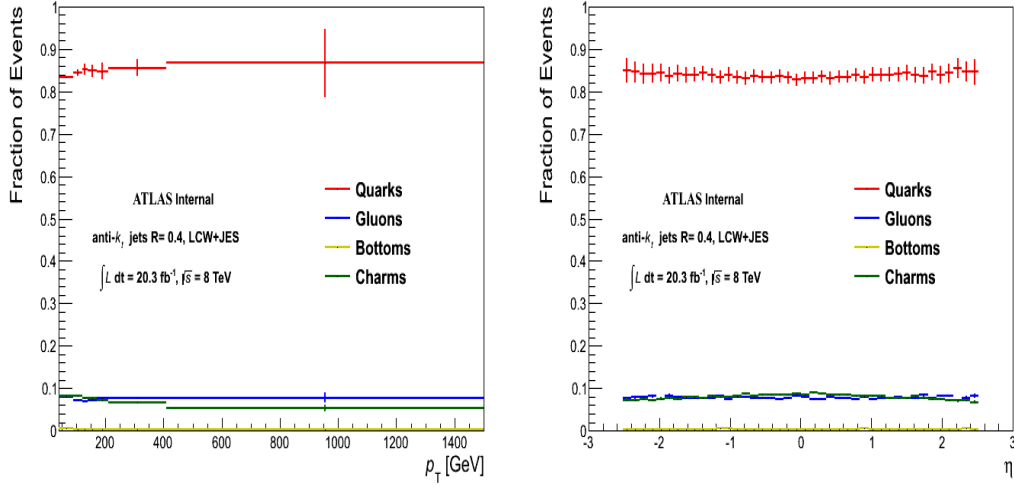 Fraction of Events
1
0.9
0.8
0.7
0.6
0.5
0.4
0.3
0.2
0.1
0
ATLAS Internal
anti-k_t jets R= 0.4, LCW+JES
∫L dt = 20.3 fb⁻¹, √s = 8 TeV
Quarks
Gluons
Bottoms
Charms
200 400 600 800 1000 1200 1400
p_T [GeV]
Fraction of Events
1
0.9
0.8
0.7
0.6
0.5
0.4
0.3
0.2
0.1
0
ATLAS Internal
anti-k_t jets R= 0.4, LCW+JES
∫L dt = 20.3 fb⁻¹, √s = 8 TeV
Quarks
Gluons
Bottoms
Charms
-3 -2 -1 0 1 2 3
η